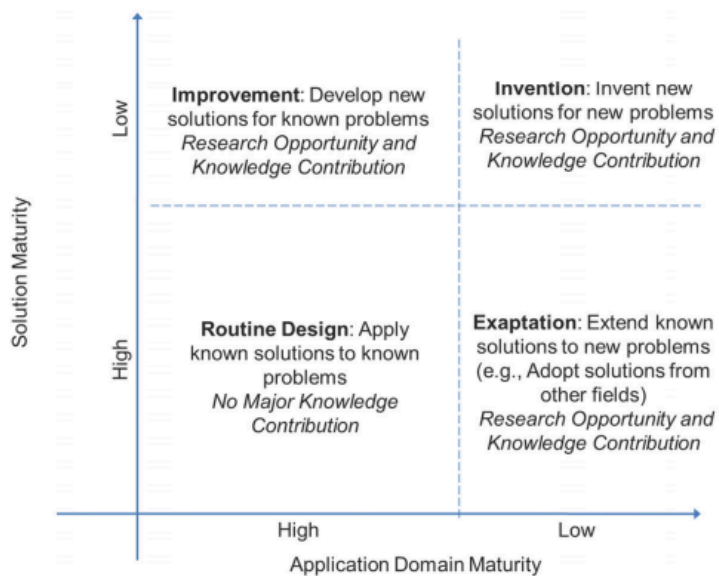 Solution Maturity
Low
High
Improvement: Develop new
solutions for known problems
Research Opportunity and
Knowledge Contribution
Invention: Invent new
solutions for new problems
Research Opportunity and
Knowledge Contribution
Routine Design: Apply
known solutions to known
problems
No Major Knowledge
Contribution
Exaptation: Extend known
solutions to new problems
(e.g., Adopt solutions from
other fields)
Research Opportunity and
Knowledge Contribution
High
Low
Application Domain Maturity